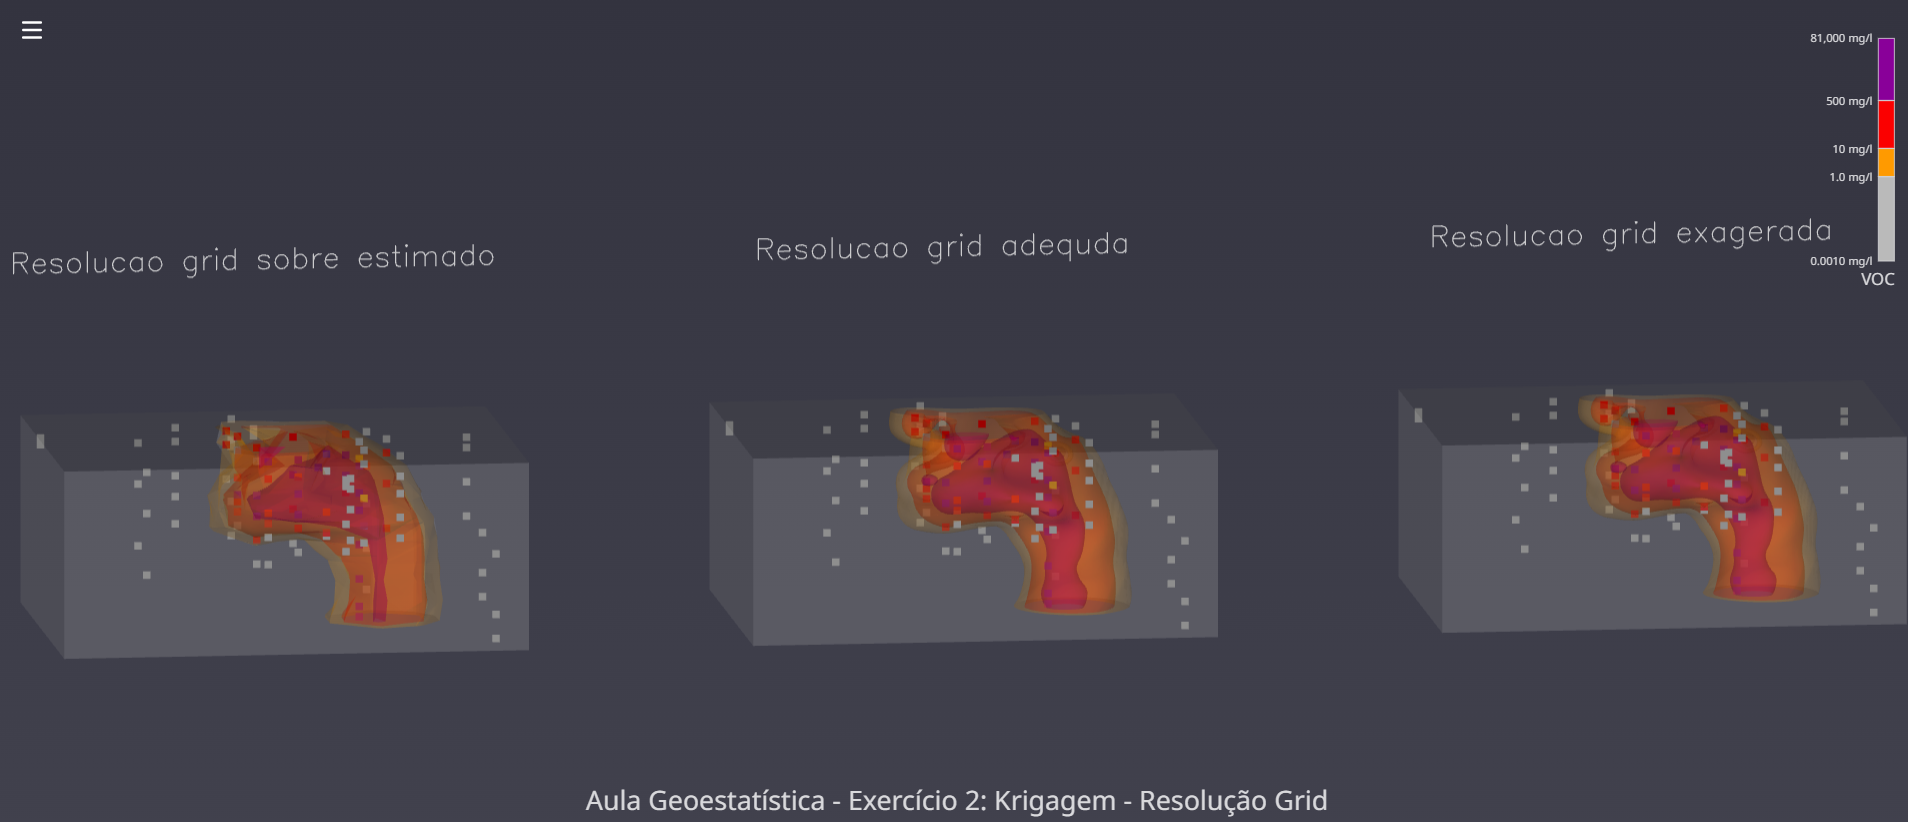 81,000 mg/l
500 mg/l
10 mg/l
1.0 mg/l
0.0010 mg/l
VOC
Resolucao grid sobre estimado
Resolucao grid adequda
Resolucao grid exagerada
Aula Geoestatística - Exercício 2: Krigagem - Resolução Grid